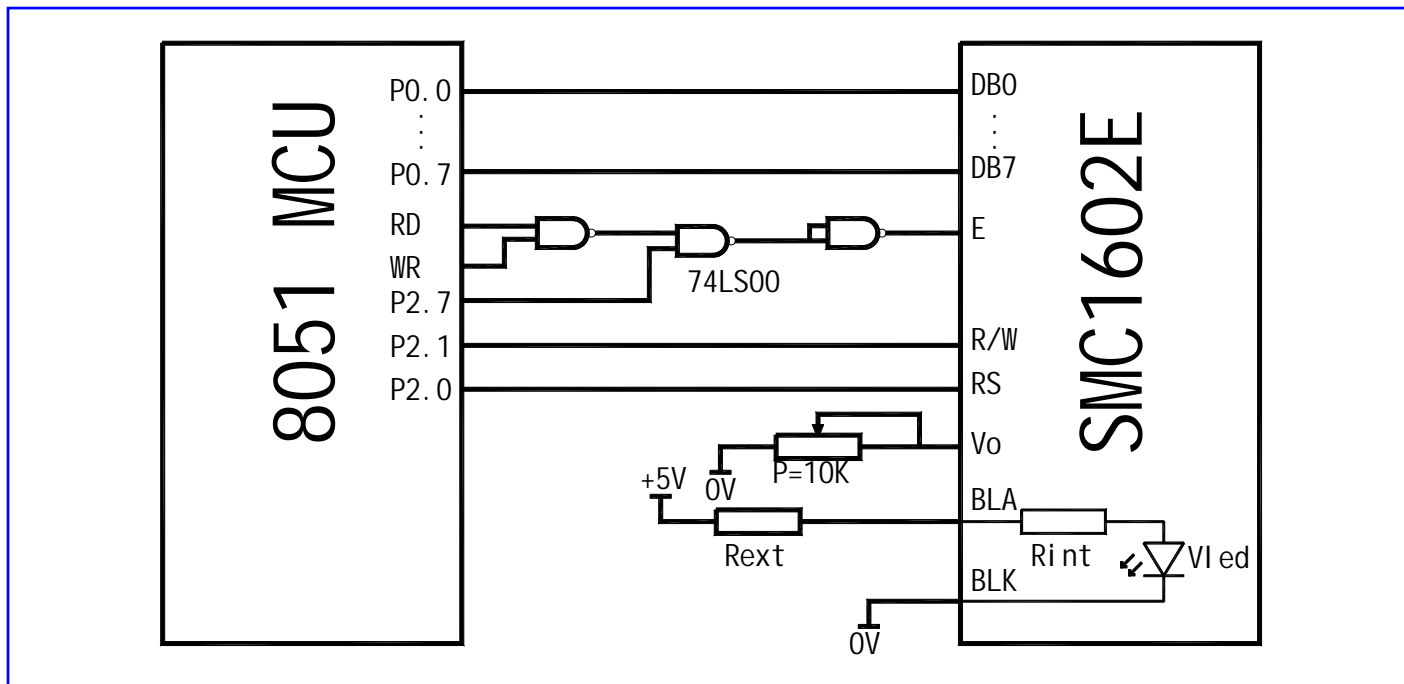 8051 MCU
P0.0
P0.7
RD
WR
P2.7
P2.1
P2.0
74LS00
P=10K
0V
+5V
Rext
0V
SMC1602E
DB0
DB7
E
R/W
RS
Vo
BLA
BLK
Rint
Vled